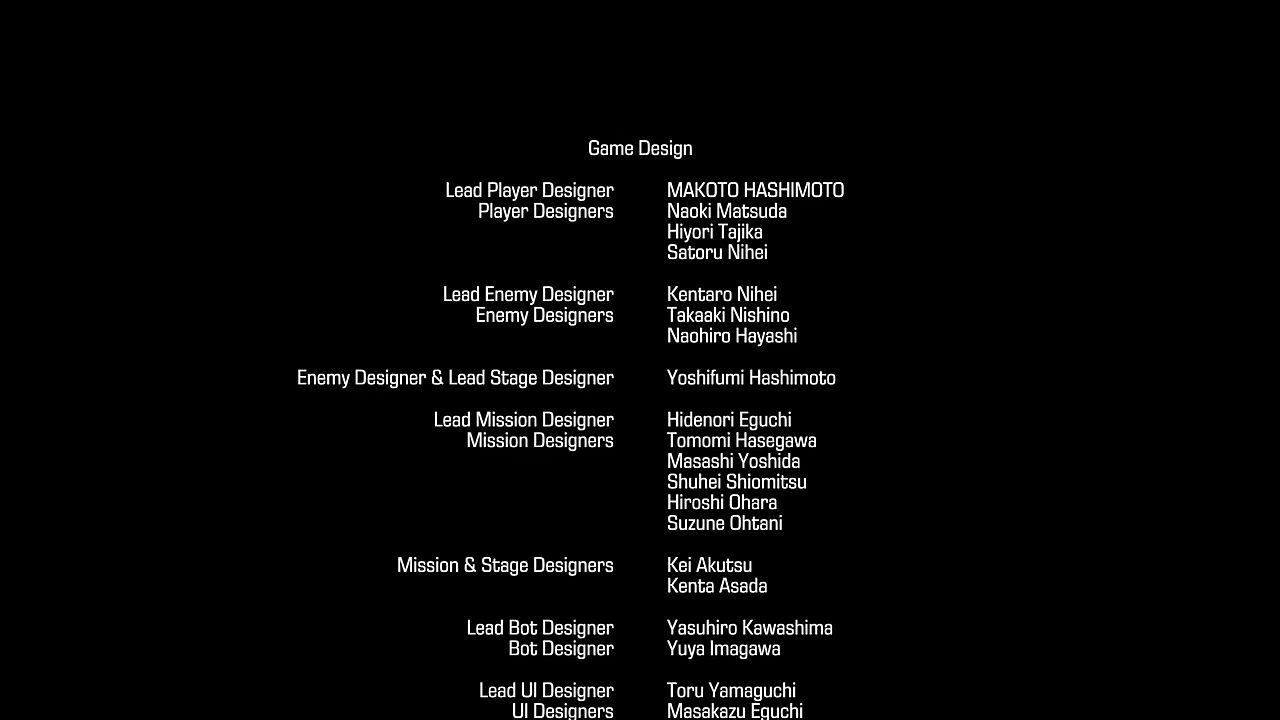 Game Design
Lead Player Designer MAKOTO HASHIMOTO
Player Designers Naoki Matsuda
Hiyori Tajika
Satoru Nihei
Lead Enemy Designer Kentaro Nihei
Enemy Designers Takaaki Nishino
Naohiro Hayashi
Enemy Designer & Lead Stage Designer Yoshifumi Hashimoto
Lead Mission Designer Hidenori Eguchi
Mission Designers Tomomi Hasegawa
Masashi Yoshida
Shuhei Shiomitsu
Hiroshi Ohara
Suzune Ohtani
Mission & Stage Designers Kei Akutsu
Kenta Asada
Lead Bot Designer Yasuhiro Kawashima
Bot Designer Yuya Imagawa
Lead UI Designer Toru Yamaguchi
UI Designers Masakazu Eguchi